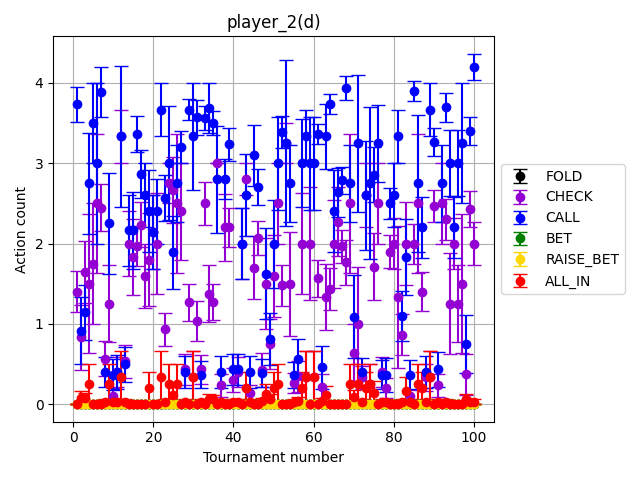 player_2(d)
Action count
4
3
2
1
0
0 20 40 60 80 100
Tournament number
FOLD
CHECK
CALL
BET
RAISE_BET
ALL_IN